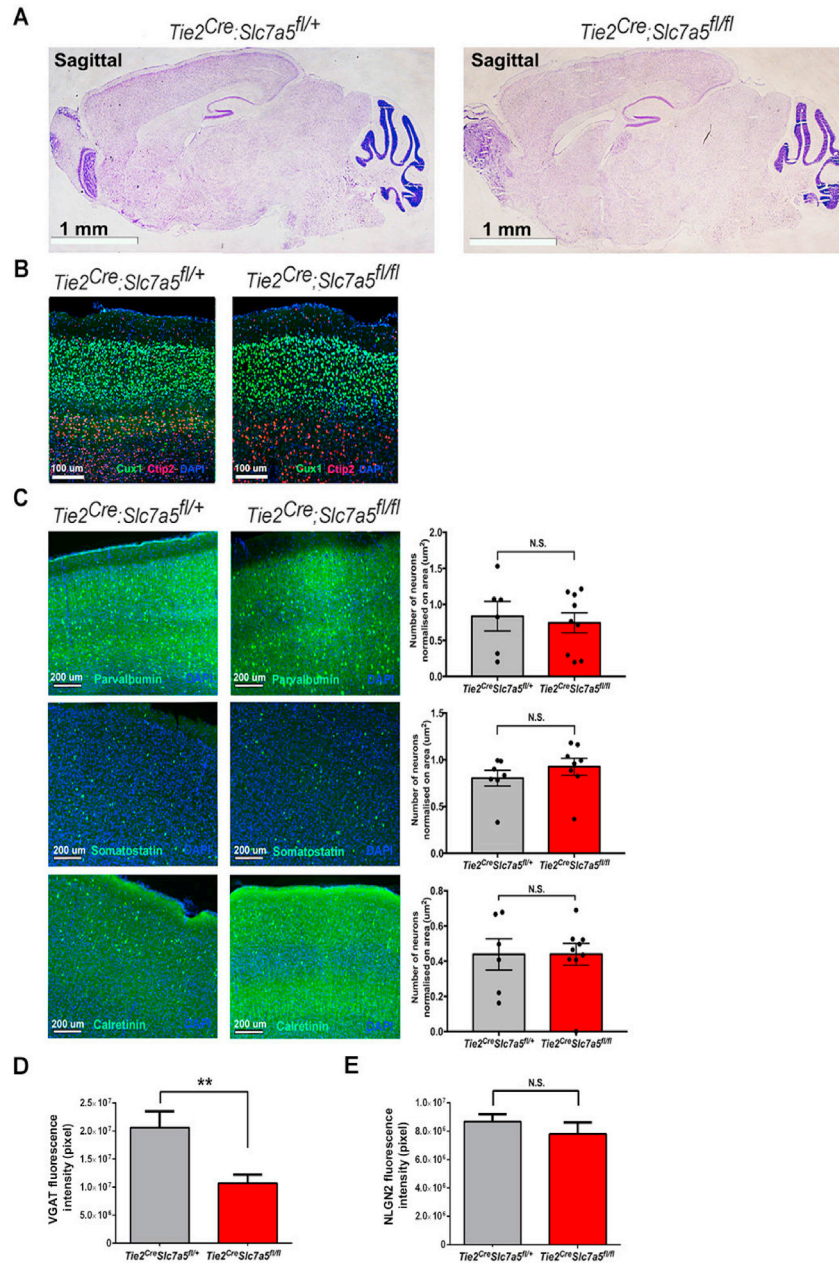 A
Tie2Cre:Slc7a5fl/+
Tie2Cre;Slc7a5fl/fl
Sagittal
1 mm
Sagittal
1 mm
B
Tie2Cre:Slc7a5fl/+
Tie2Cre;Slc7a5fl/fl
100 um
Cux1 Ctip2 DAPI
100 um
Cux1 Ctip2 DAPI
C
Tie2Cre:Slc7a5fl/+
Tie2Cre;Slc7a5fl/fl
200 um
Parvalbumin
DAPI
200 um
Parvalbumin
DAPI
Number of neurons
normalised on area (um²)
2.0
1.5
1.0
0.5
0.0
N.S.
Tie2CreSlc7a5fl/+
Tie2CreSlc7a5fl/fl
200 um
Somatostatin
DAPI
200 um
Somatostatin
DAPI
Number of neurons
normalised on area (um²)
1.5
1.0
0.5
0.0
N.S.
Tie2CreSlc7a5fl/+
Tie2CreSlc7a5fl/fl
200 um
Calretinin
DAPI
200 um
Calretinin
DAPI
Number of neurons
normalised on area (um²)
0.8
0.6
0.4
0.2
0.0
N.S.
Tie2CreSlc7a5fl/+
Tie2CreSlc7a5fl/fl
D
VGAT fluorescence
intensity (pixel)
2.5×10⁷
2.0×10⁷
1.5×10⁷
1.0×10⁷
5.0×10⁶
0
**
Tie2CreSlc7a5fl/+
Tie2CreSlc7a5fl/fl
E
NLGN2 fluorescence
intensity (pixel)
1.0×10⁷
8.0×10⁶
6.0×10⁶
4.0×10⁶
2.0×10⁶
0
N.S.
Tie2CreSlc7a5fl/+
Tie2CreSlc7a5fl/fl